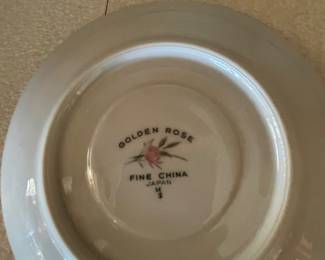 GOLDEN ROSE
FINE CHINA
JAPAN
M
S